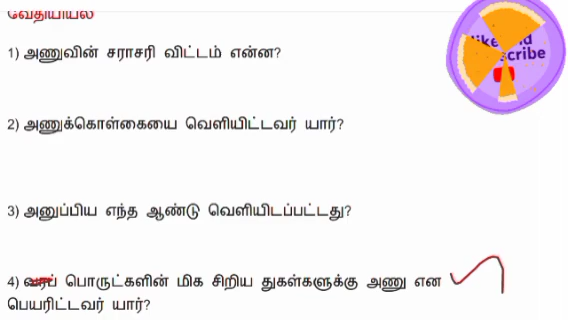 வேதியியல்
1) அணுவின் சராசரி விட்டம் என்ன?
2) அணுக்கொள்கையை வெளியிட்டவர் யார்?
3) அனுப்பிய எந்த ஆண்டு வெளியிடப்பட்டது?
4) பொருட்களின் மிக சிறிய துகள்களுக்கு அணு என
பெயரிட்டவர் யார்?